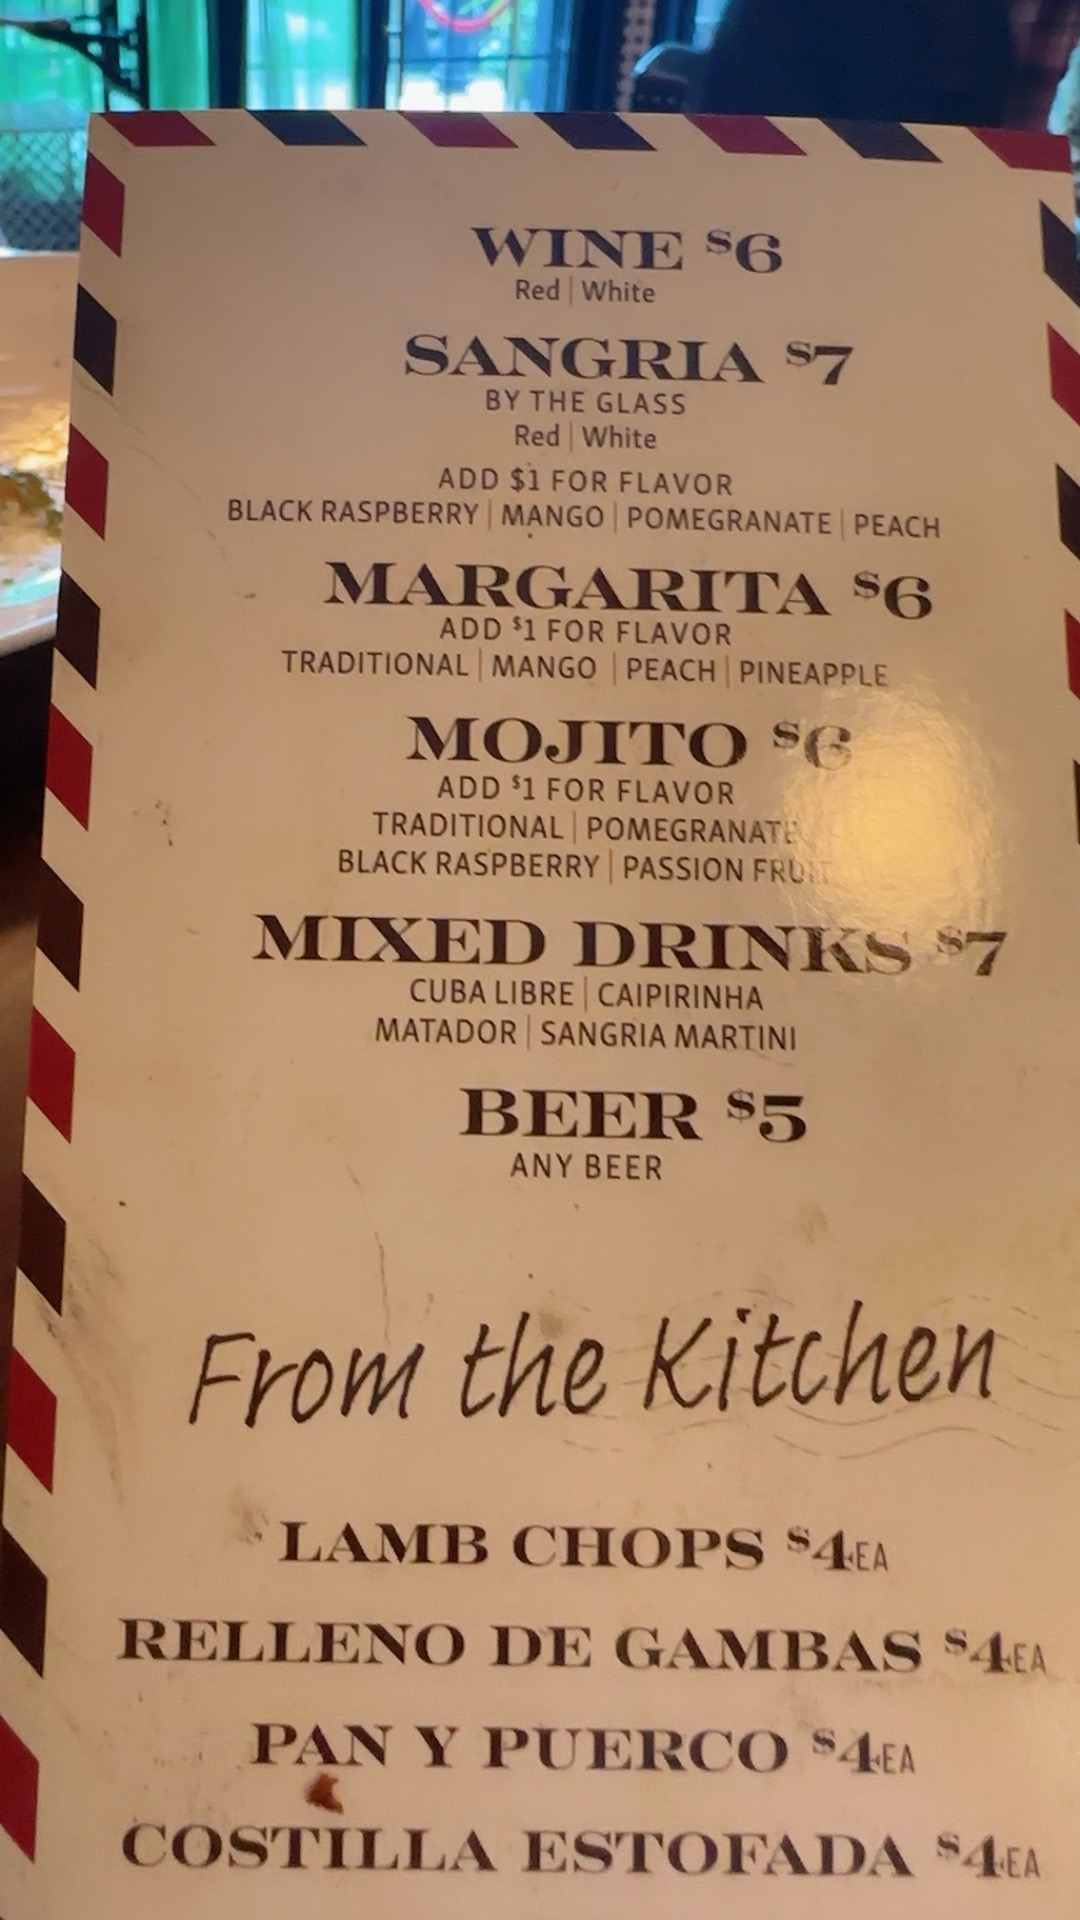 WINE $6
Red | White
SANGRIA $7
BY THE GLASS
Red | White
ADD $1 FOR FLAVOR
BLACK RASPBERRY | MANGO | POMEGRANATE | PEACH
MARGARITA $6
ADD $1 FOR FLAVOR
TRADITIONAL | MANGO | PEACH | PINEAPPLE
MOJITO $6
ADD $1 FOR FLAVOR
TRADITIONAL | POMEGRANATE
BLACK RASPBERRY | PASSION FRUIT
MIXED DRINKS $7
CUBA LIBRE | CAIPIRINHA
MATADOR | SANGRIA MARTINI
BEER $5
ANY BEER
From the Kitchen
LAMB CHOPS $4EA
RELLENO DE GAMBAS $4EA
PAN Y PUERCO $4EA
COSTILLA ESTOFADA $4EA